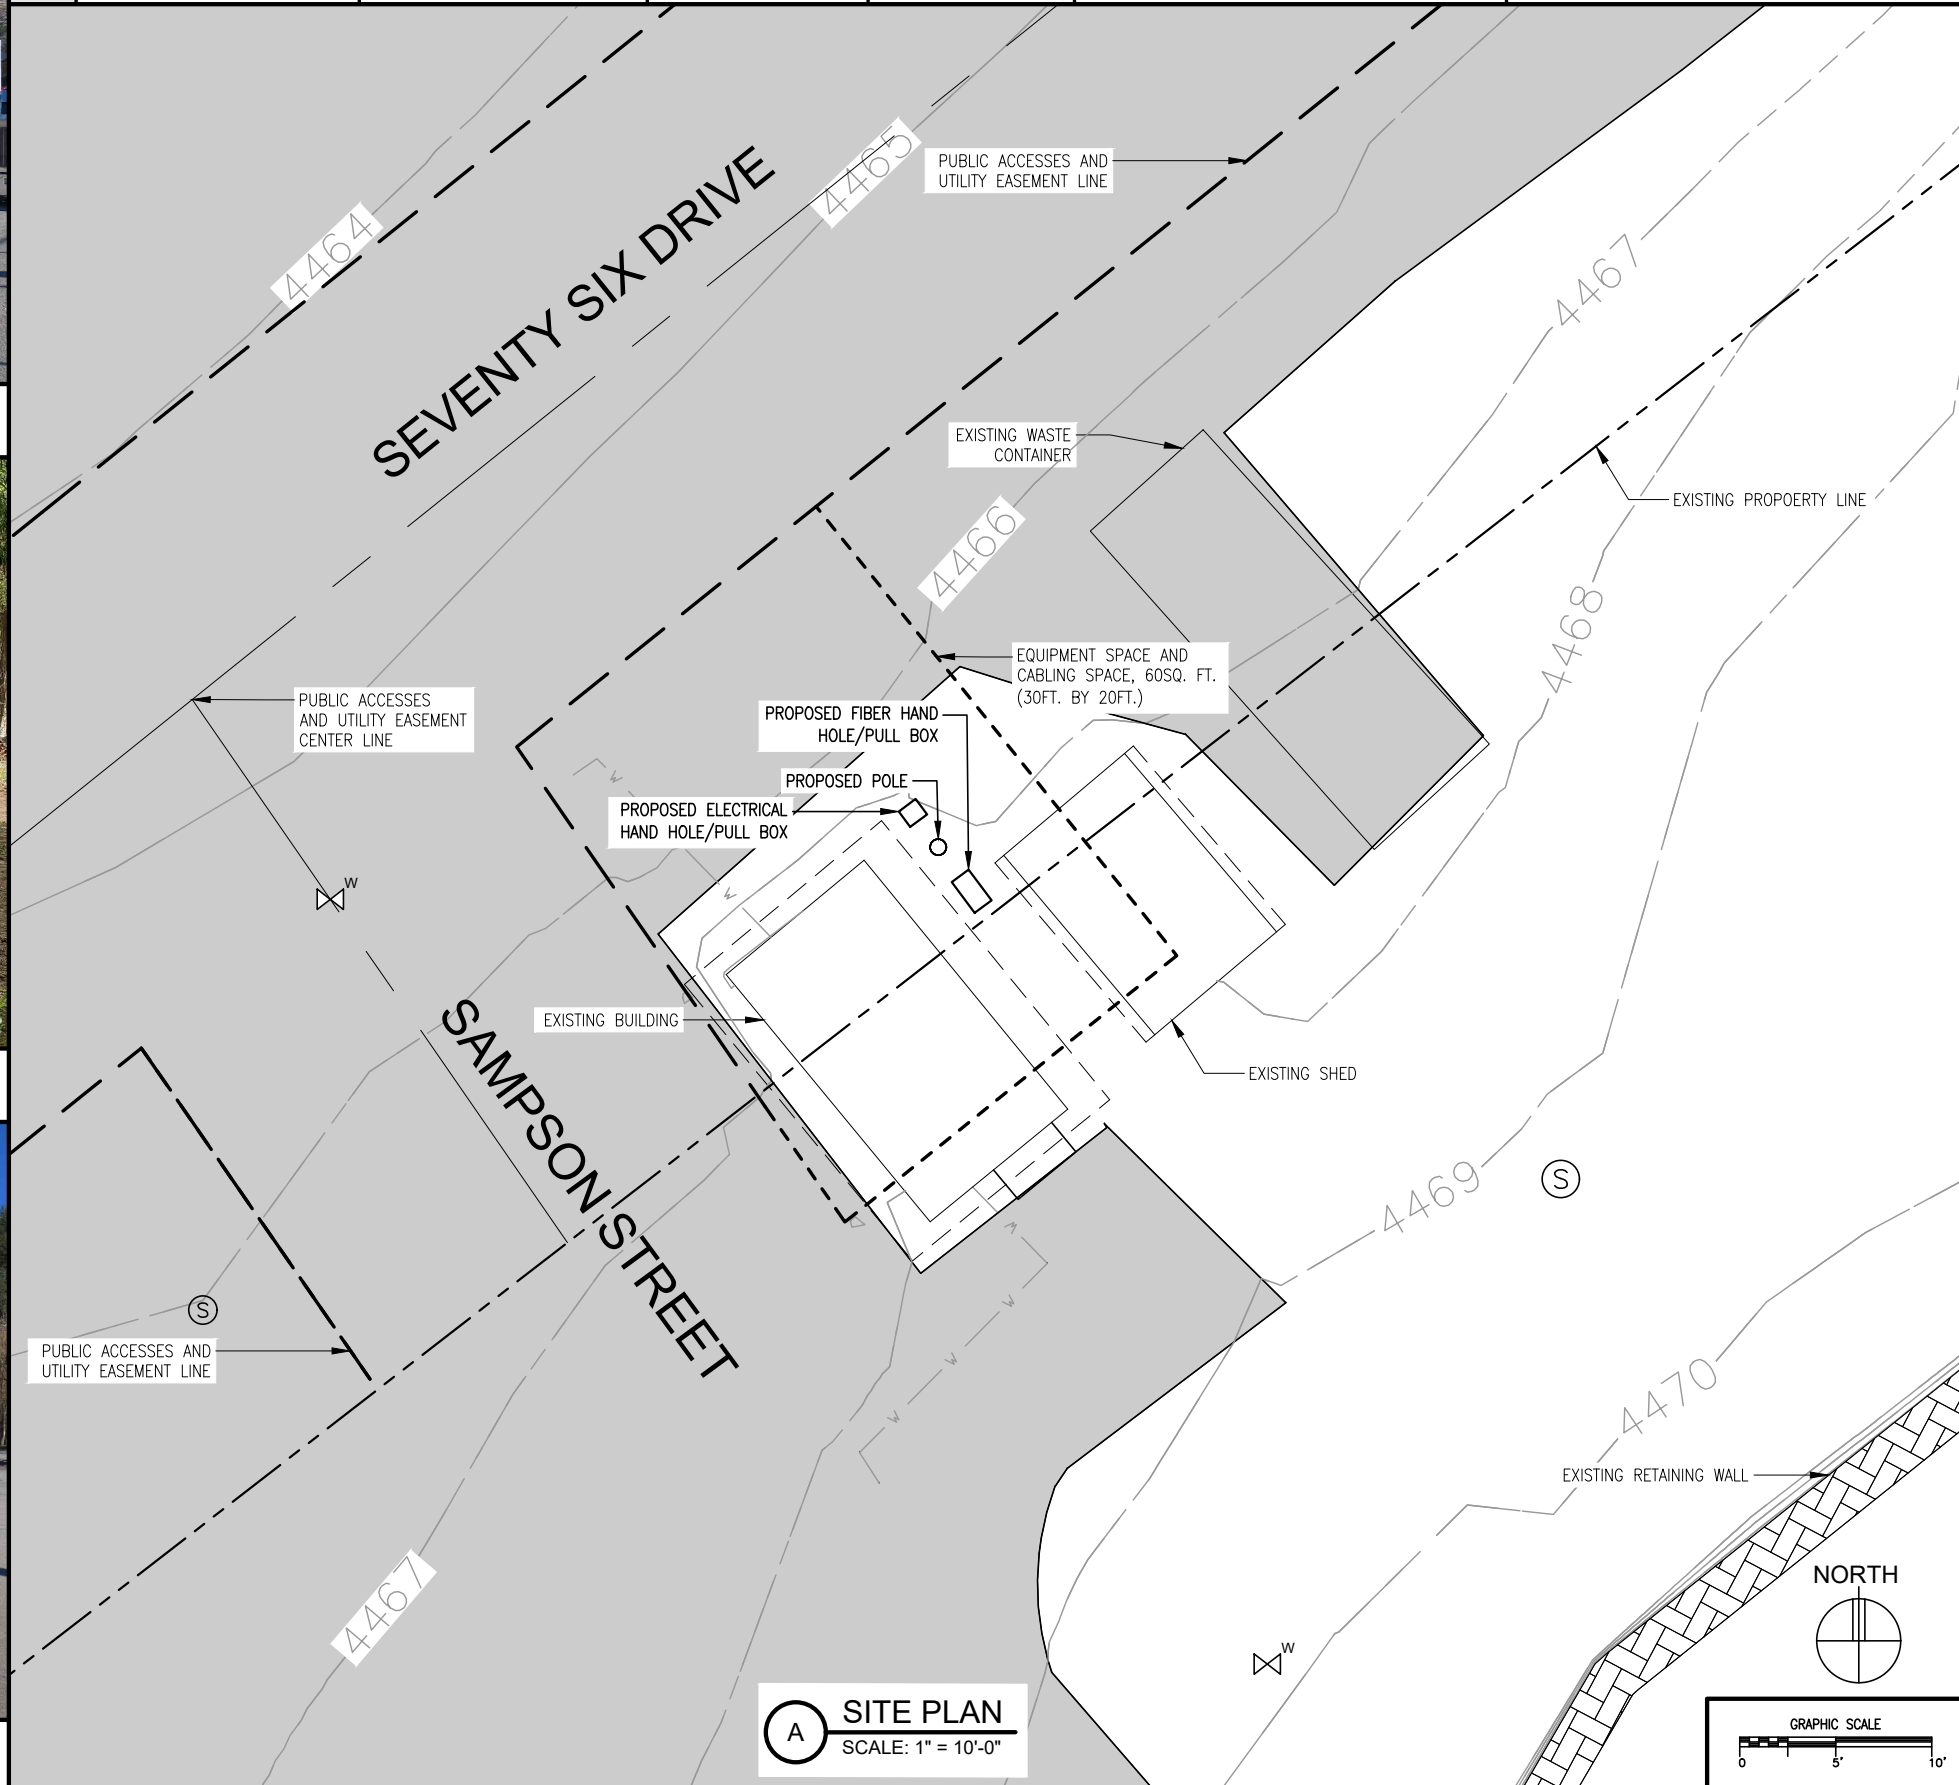 4464
4465
SEVENTY SIX DRIVE
PUBLIC ACCESSES AND
UTILITY EASEMENT LINE
4467
EXISTING WASTE
CONTAINER
EXISTING PROPOERTY LINE
4466
4468
EQUIPMENT SPACE AND
CABLING SPACE, 60SQ. FT.
(30FT. BY 20FT.)
PUBLIC ACCESSES
AND UTILITY EASEMENT
CENTER LINE
PROPOSED FIBER HAND
HOLE/PULL BOX
PROPOSED POLE
PROPOSED ELECTRICAL
HAND HOLE/PULL BOX
W
W
W
EXISTING BUILDING
SAMPSON STREET
EXISTING SHED
4469
S
S
W
W
W
W
PUBLIC ACCESSES AND
UTILITY EASEMENT LINE
4470
EXISTING RETAINING WALL
4467
NORTH
W
A
SITE PLAN
SCALE: 1" = 10'-0"
GRAPHIC SCALE
0 5' 10'